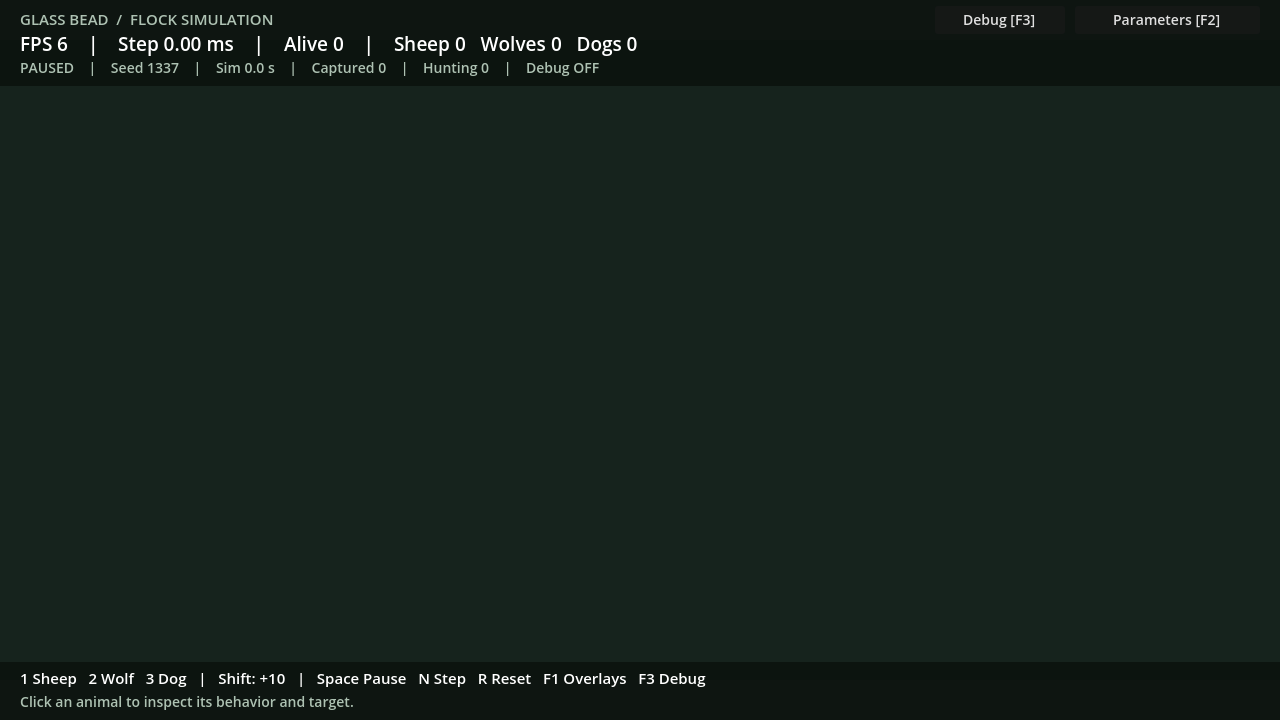 GLASS BEAD / FLOCK SIMULATION
Debug [F3]
Parameters [F2]
FPS 6 | Step 0.00 ms | Alive 0 | Sheep 0 Wolves 0 Dogs 0
PAUSED | Seed 1337 | Sim 0.0 s | Captured 0 | Hunting 0 | Debug OFF
1 Sheep 2 Wolf 3 Dog | Shift: +10 | Space Pause N Step R Reset F1 Overlays F3 Debug
Click an animal to inspect its behavior and target.